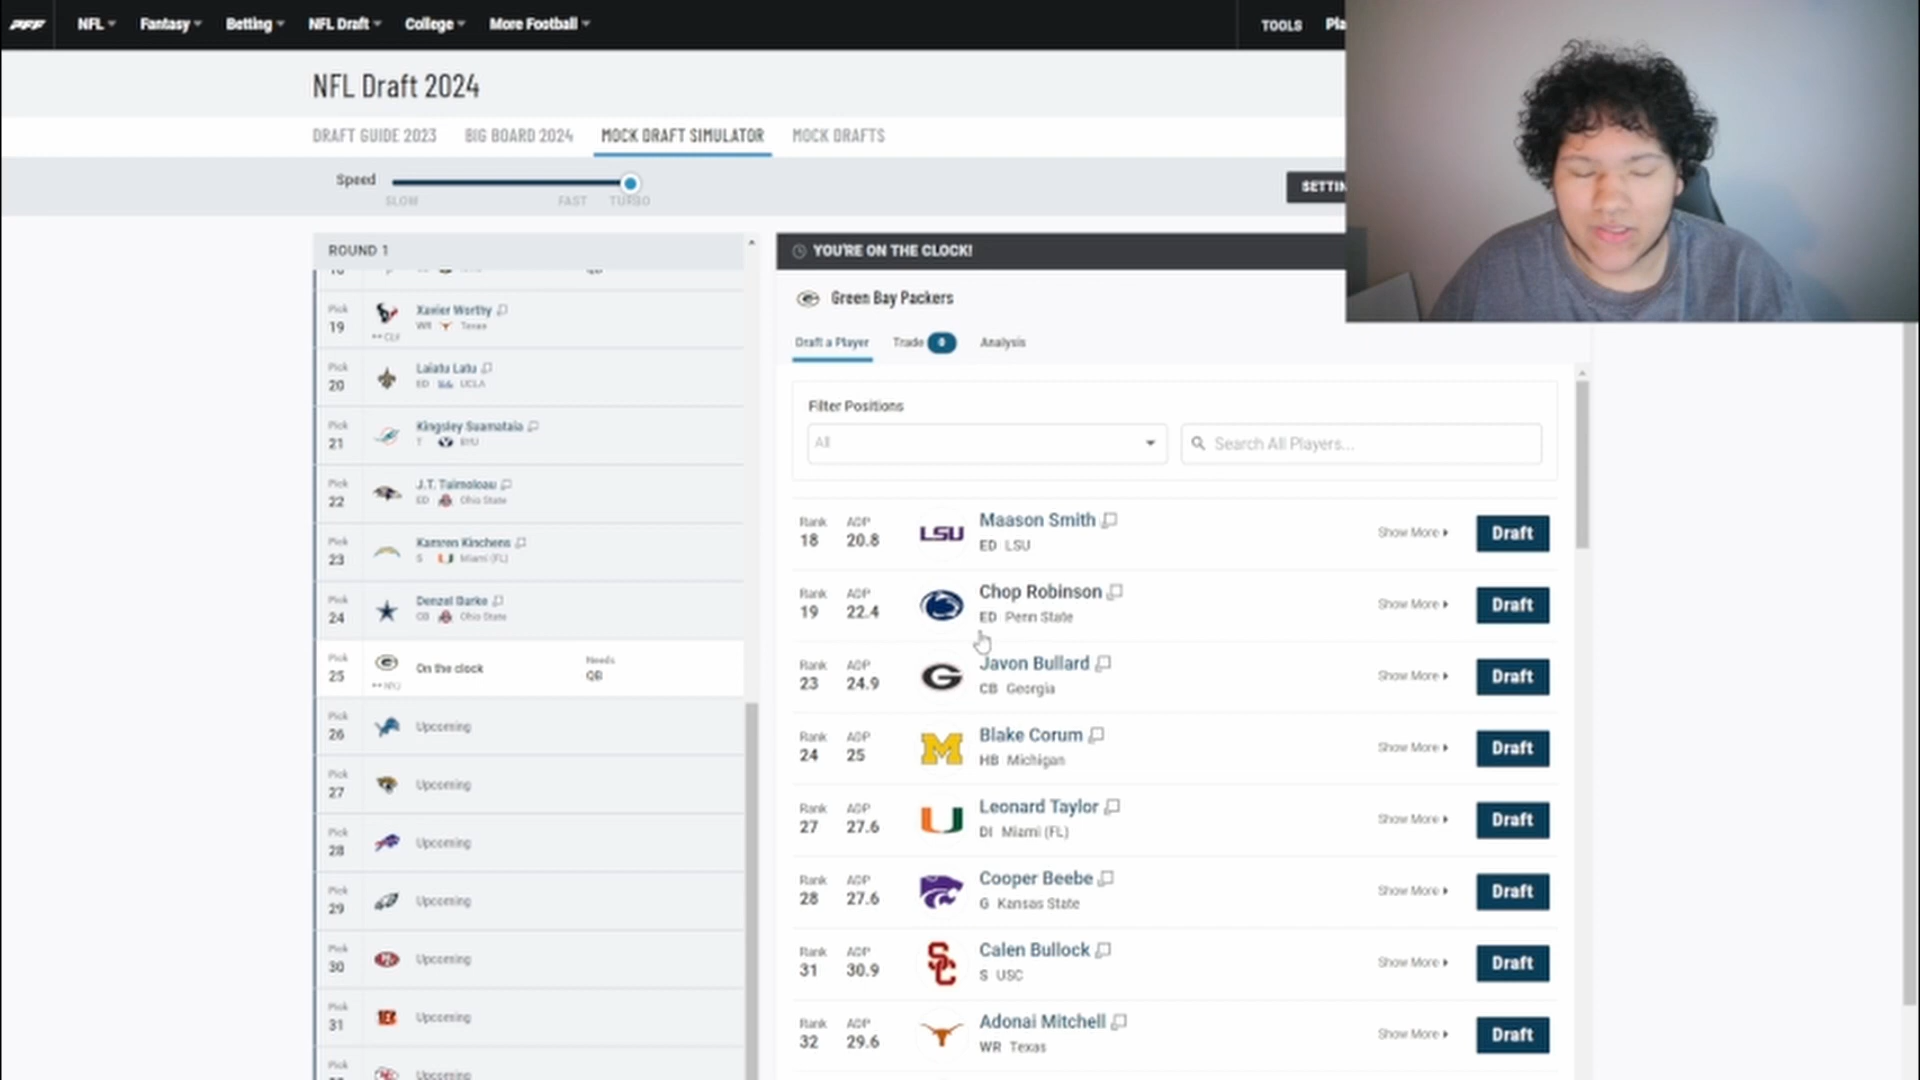 PFF
NFL
Fantasy
Betting
NFL Draft
College
More Football
TOOLS
NFL Draft 2024
DRAFT GUIDE 2023
BIG BOARD 2024
MOCK DRAFT SIMULATOR
MOCK DRAFTS
Speed
SLOW
FAST
TURBO
ROUND 1
Pick
19
Xavier Worthy
WR Texas
Pick
20
Laiatu Latu
ED UCLA
Pick
21
Kingsley Suamataia
T BYU
Pick
22
J.T. Tuimoloau
ED Ohio State
Pick
23
Kamren Kinchens
S Miami (FL)
Pick
24
Denzel Burke
CB Ohio State
Pick
25
On the clock
Needs
QB
Pick
26
Upcoming
Pick
27
Upcoming
Pick
28
Upcoming
Pick
29
Upcoming
Pick
30
Upcoming
Pick
31
Upcoming
Upcoming
YOU'RE ON THE CLOCK!
Green Bay Packers
Draft a Player
Trade 0
Analysis
Filter Positions
All
Search All Players...
Rank
18
ADP
20.8
LSU
Maason Smith
ED LSU
Show More
Draft
Rank
19
ADP
22.4
Chop Robinson
ED Penn State
Show More
Draft
Rank
23
ADP
24.9
Javon Bullard
CB Georgia
Show More
Draft
Rank
24
ADP
25
Blake Corum
HB Michigan
Show More
Draft
Rank
27
ADP
27.6
Leonard Taylor
DI Miami (FL)
Show More
Draft
Rank
28
ADP
27.6
Cooper Beebe
G Kansas State
Show More
Draft
Rank
31
ADP
30.9
Calen Bullock
S USC
Show More
Draft
Rank
32
ADP
29.6
Adonai Mitchell
WR Texas
Show More
Draft